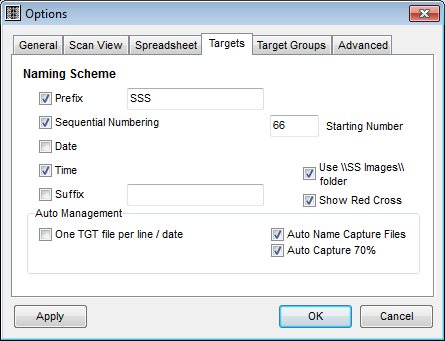 Options
General Scan View Spreadsheet Targets Target Groups Advanced
Naming Scheme
Prefix SSS
Sequential Numbering 66 Starting Number
Date
Time
Use \\SS Images\\
folder
Suffix
Show Red Cross
Auto Management
One TGT file per line / date
Auto Name Capture Files
Auto Capture 70%
Apply OK Cancel